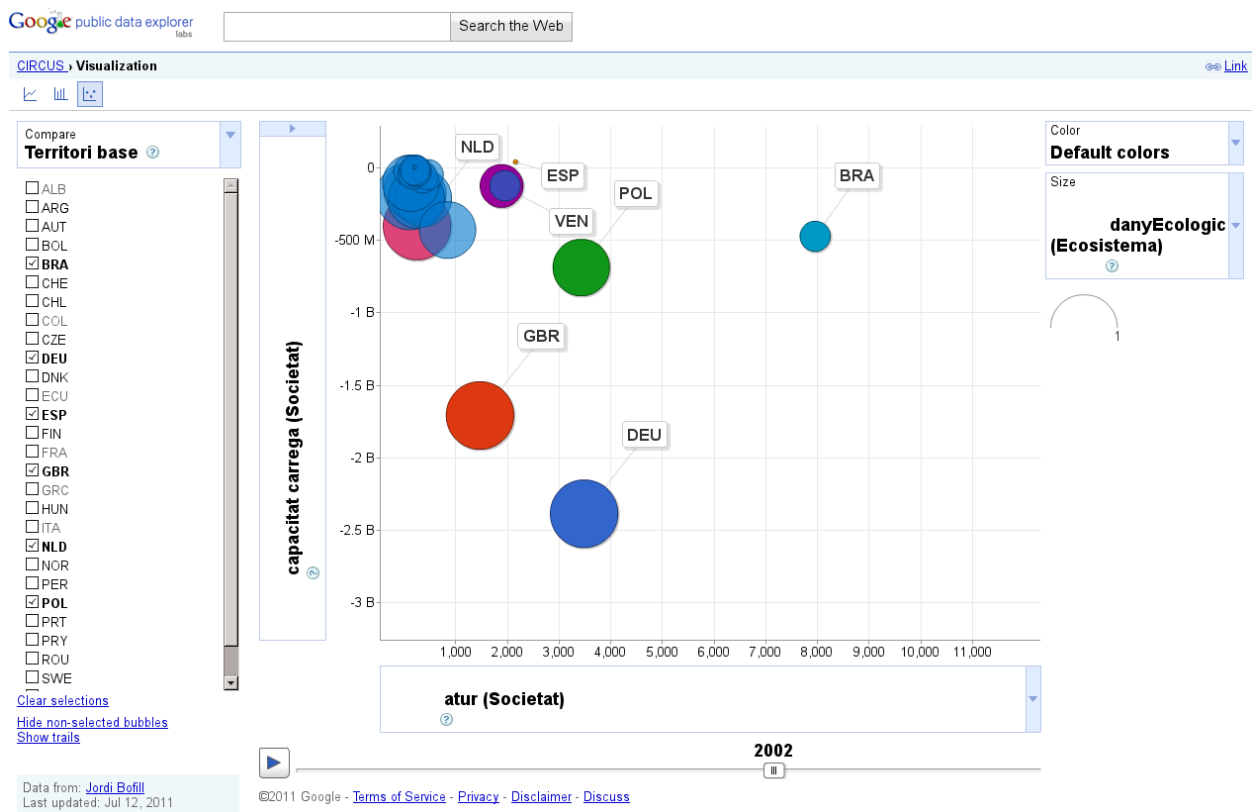 Google public data explorer
labs
Search the Web
CIRCUS › Visualization
Link
Compare
Territori base ?
ALB
ARG
AUT
BOL
BRA
CHE
CHL
COL
CZE
DEU
DNK
ECU
ESP
FIN
FRA
GBR
GRC
HUN
ITA
NLD
NOR
PER
POL
PRT
PRY
ROU
SWE
Clear selections
Hide non-selected bubbles
Show trails
Data from: Jordi Bofill
Last updated: Jul 12, 2011
capacitat carrega (Societat)
?
0
-500 M
-1 B
-1.5 B
-2 B
-2.5 B
-3 B
NLD
ESP
VEN
POL
BRA
GBR
DEU
1,000 2,000 3,000 4,000 5,000 6,000 7,000 8,000 9,000 10,000 11,000
atur (Societat)
?
2002
©2011 Google - Terms of Service - Privacy - Disclaimer - Discuss
Color
Default colors
Size
danyEcologic
(Ecosistema)
?
1